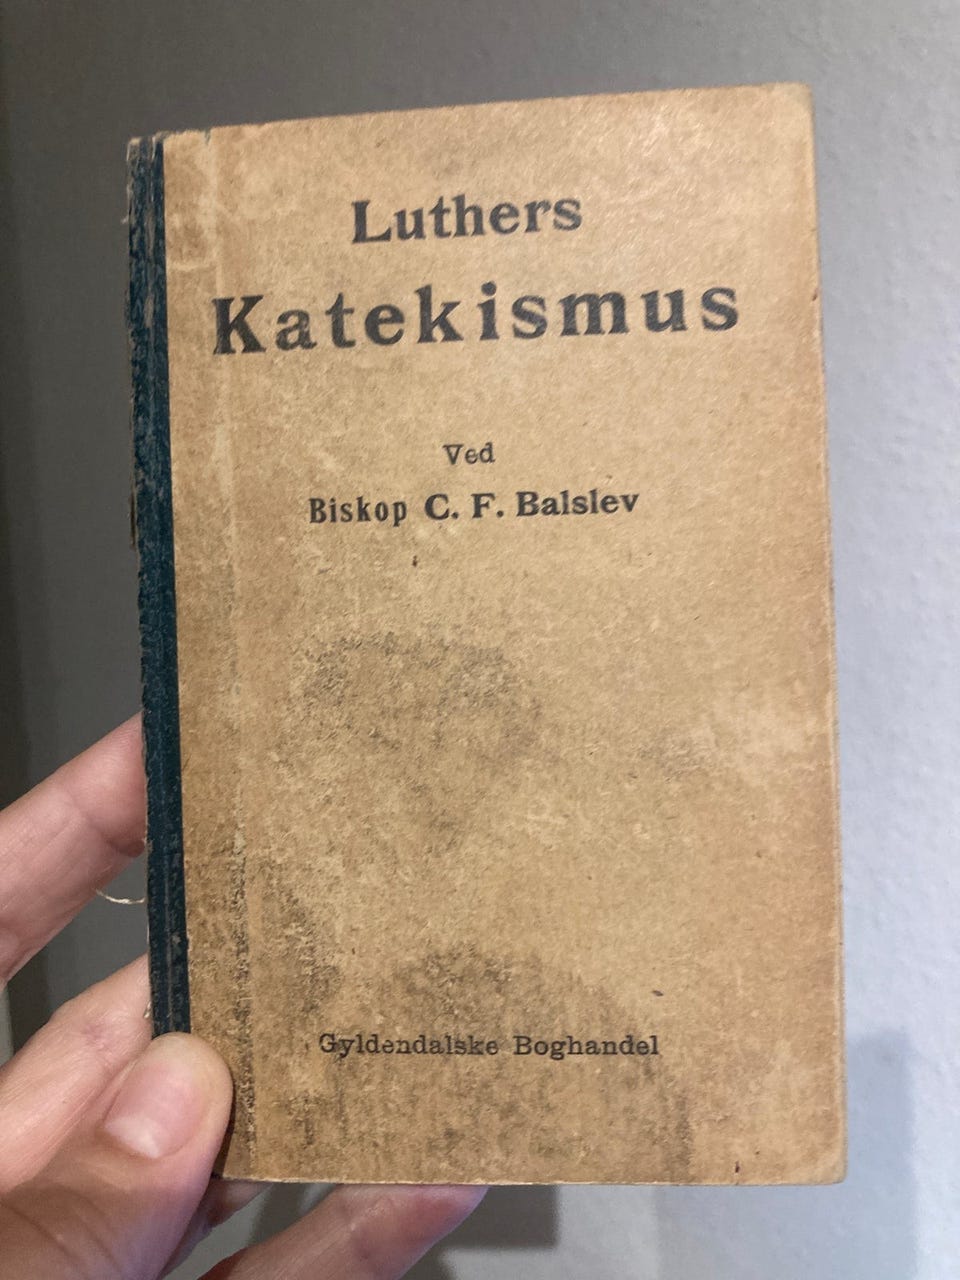 Luthers
Katekismus
Ved
Biskop C. F. Balslev
Gyldendalske Boghandel